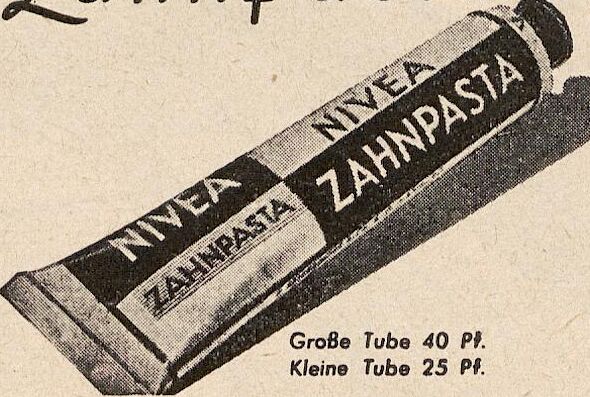 NIVEA
ZAHNPASTA
NIVEA
ZAHNPASTA
Große Tube 40 Pf.
Kleine Tube 25 Pf.